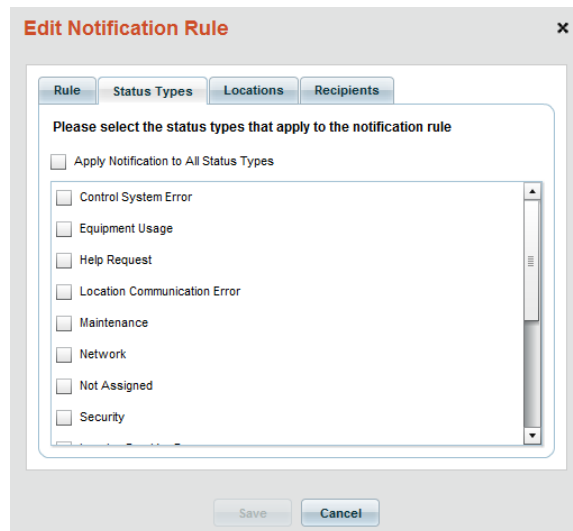 Edit Notification Rule
Rule Status Types Locations Recipients
Please select the status types that apply to the notification rule
Apply Notification to All Status Types
Control System Error
Equipment Usage
Help Request
Location Communication Error
Maintenance
Network
Not Assigned
Security
Save Cancel